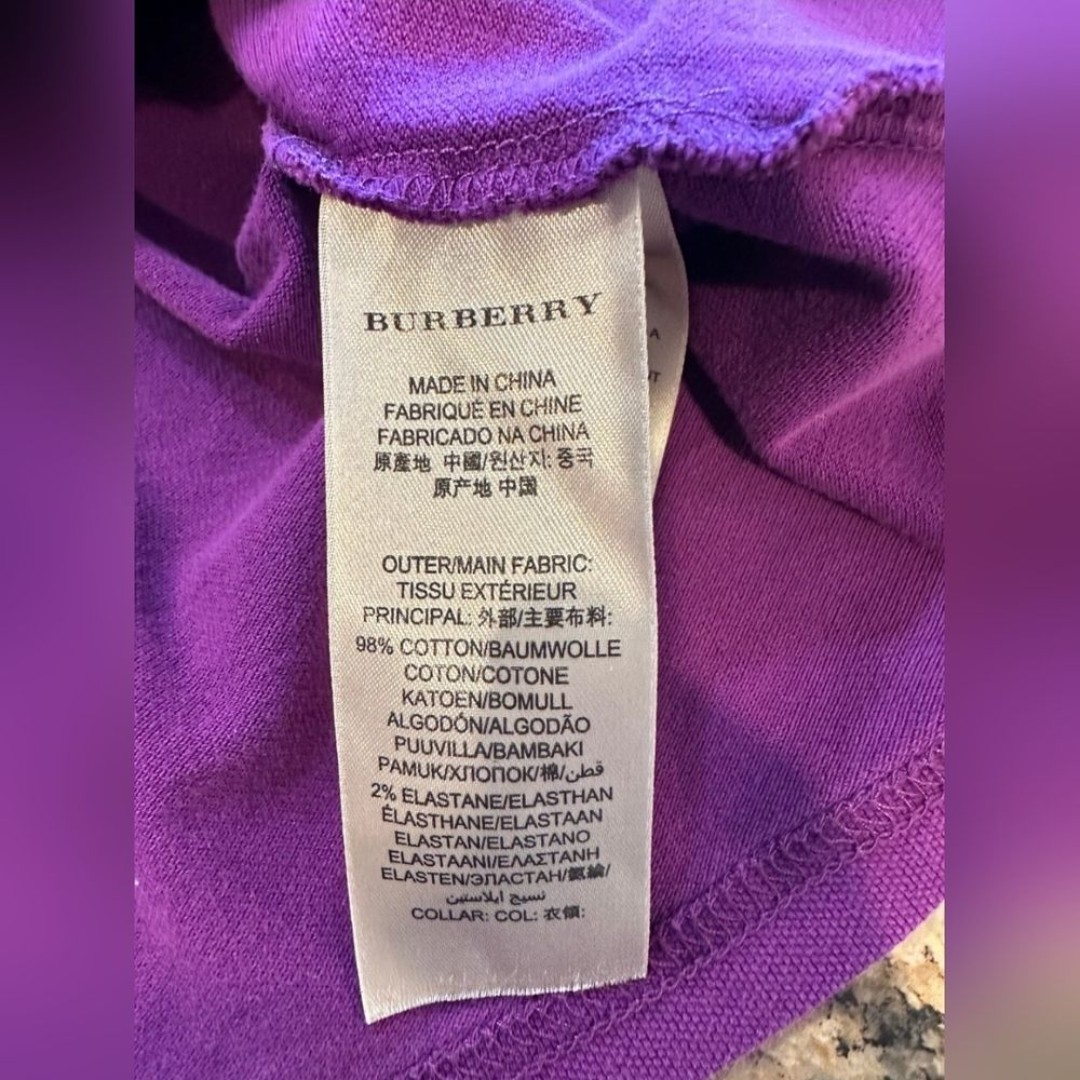 BURBERRY
MADE IN CHINA
FABRIQUÉ EN CHINE
FABRICADO NA CHINA
原產地 中國/원산지: 중국
原产地 中国
OUTER/MAIN FABRIC:
TISSU EXTÉRIEUR
PRINCIPAL: 外部/主要布料:
98% COTTON/BAUMWOLLE
COTON/COTONE
KATOEN/BOMULL
ALGODÓN/ALGODÃO
PUUVILLA/BAMBAKI
PAMUK/ХЛОПОК/棉/قطن
2% ELASTANE/ELASTHAN
ÉLASTHANE/ELASTAAN
ELASTAN/ELASTANO
ELASTAANI/ΕΛΑΣΤΑΝΗ
ELASTEN/ЭЛАСТАН/氨綸/
نسيج ايلاستين
COLLAR: COL: 衣領: